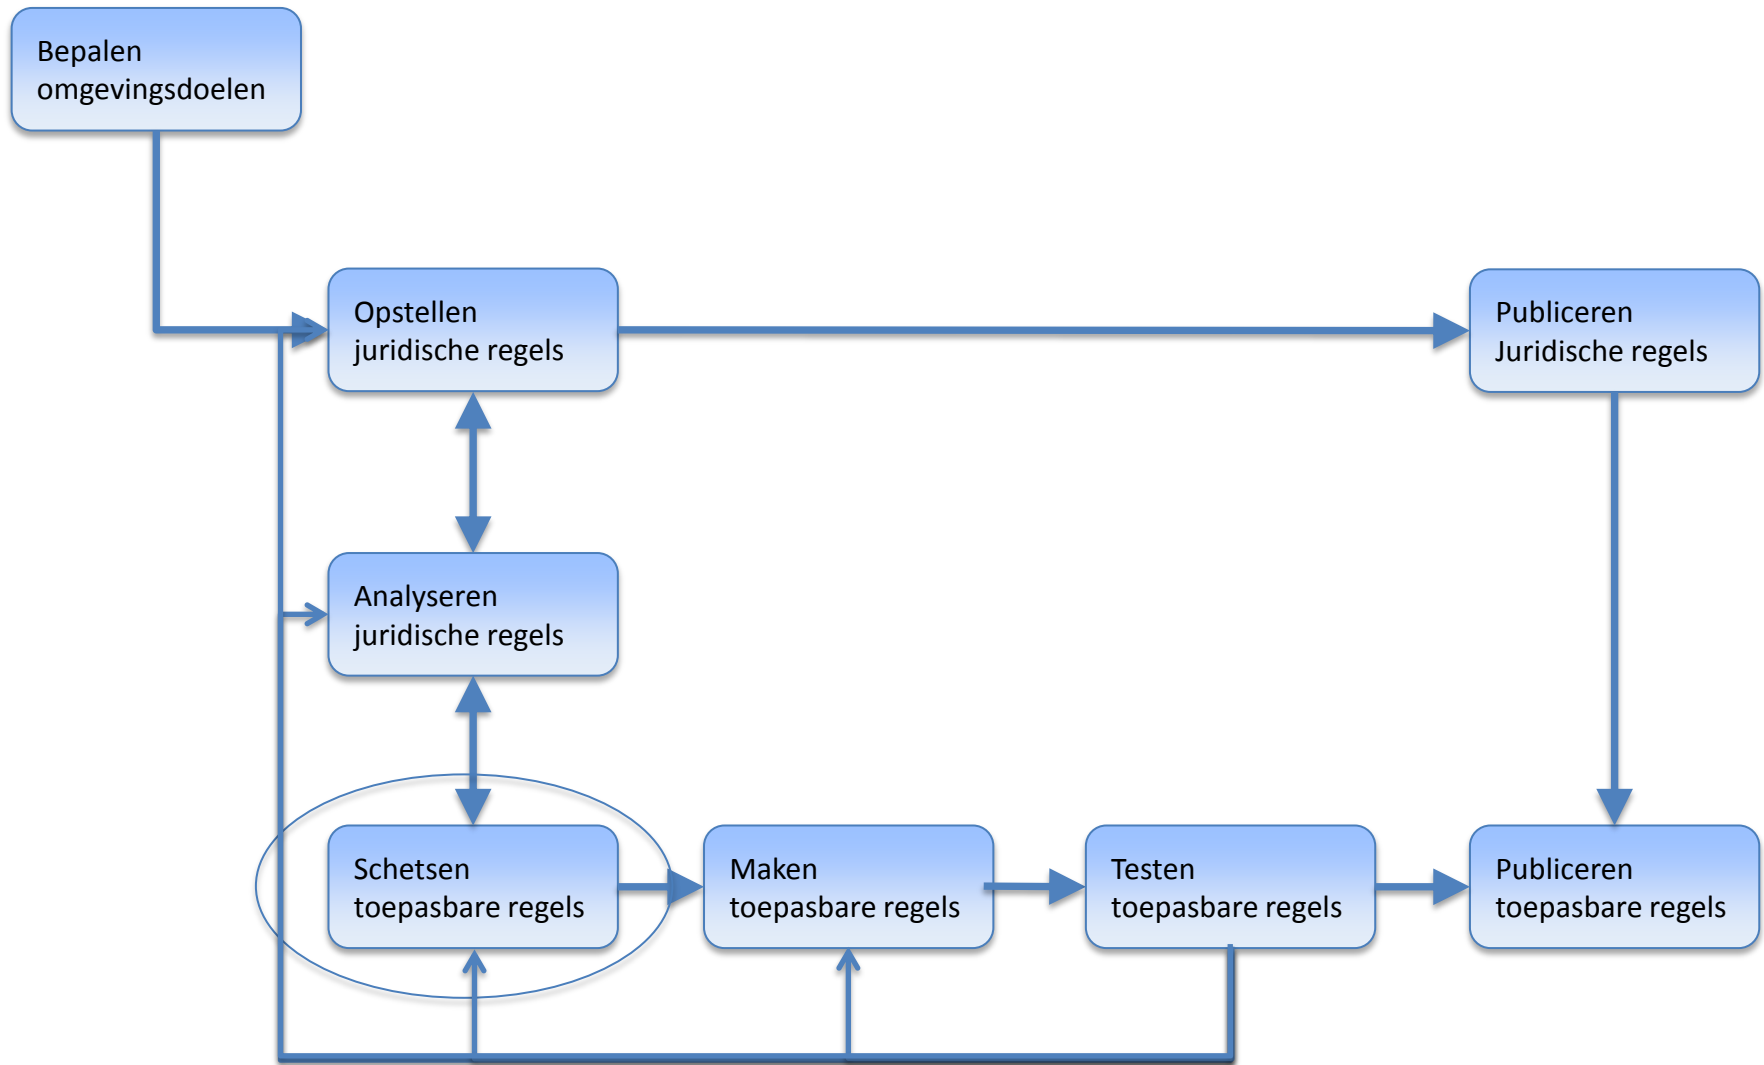 Bepalen
omgevingsdoelen
Opstellen
juridische regels
Publiceren
Juridische regels
Analyseren
juridische regels
Schetsen
toepasbare regels
Maken
toepasbare regels
Testen
toepasbare regels
Publiceren
toepasbare regels